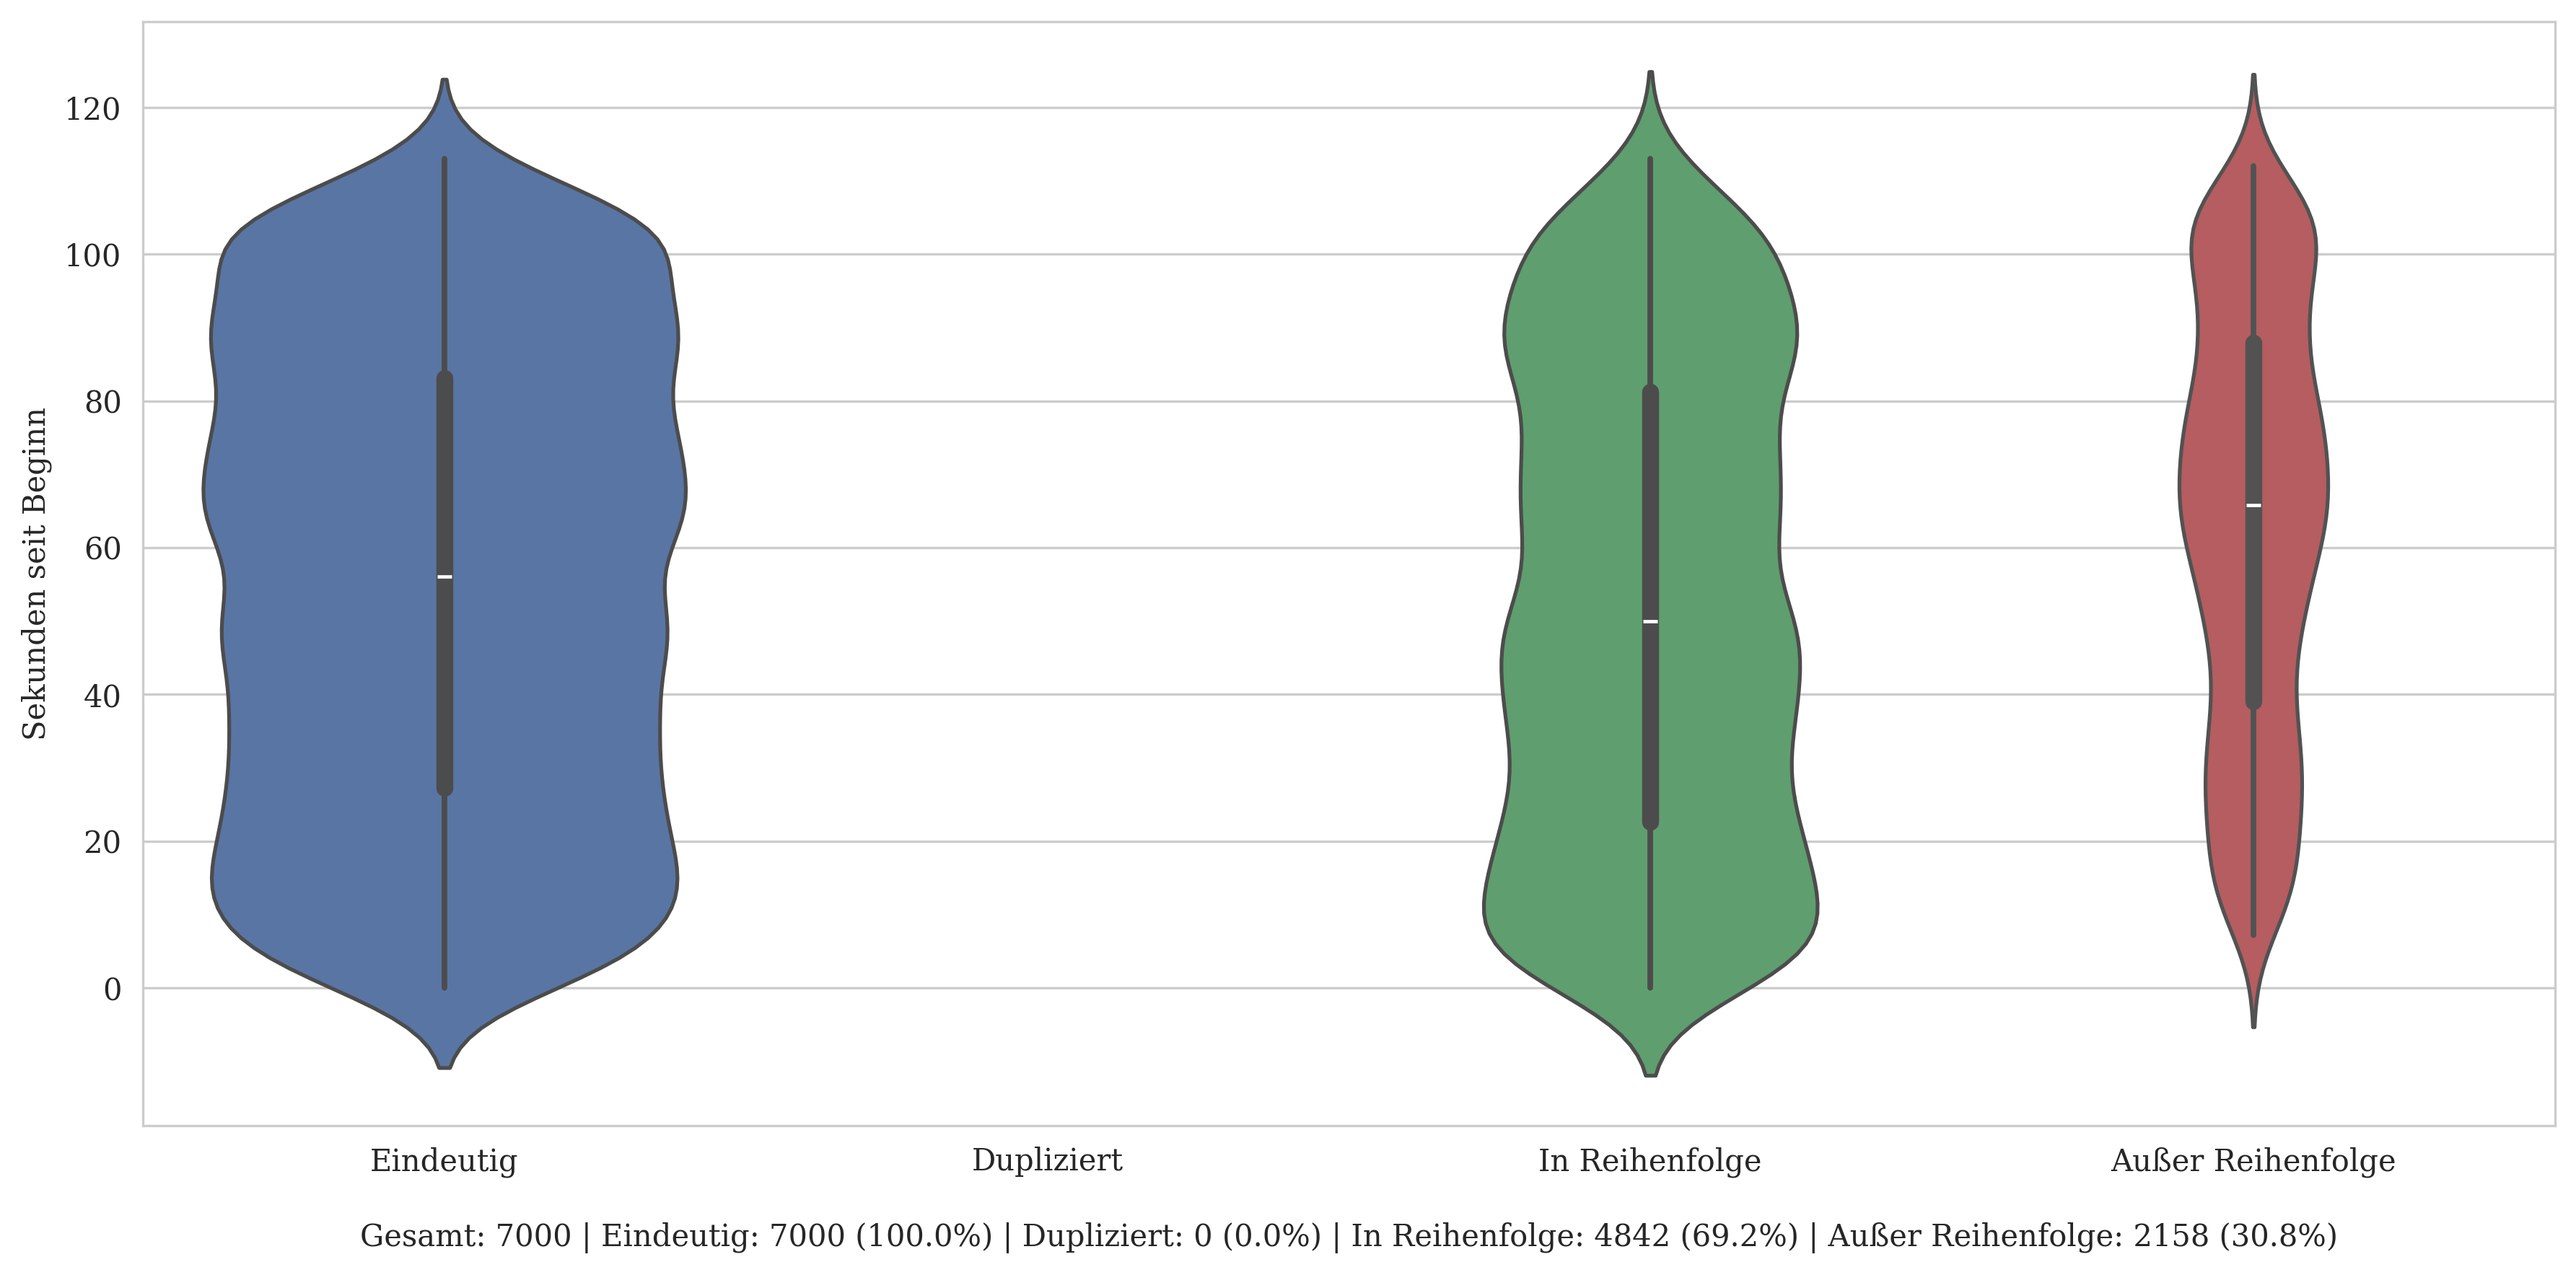 Sekunden seit Beginn
120
100
80
60
40
20
0
Eindeutig
Dupliziert
In Reihenfolge
Außer Reihenfolge
Gesamt: 7000 | Eindeutig: 7000 (100.0%) | Dupliziert: 0 (0.0%) | In Reihenfolge: 4842 (69.2%) | Außer Reihenfolge: 2158 (30.8%)